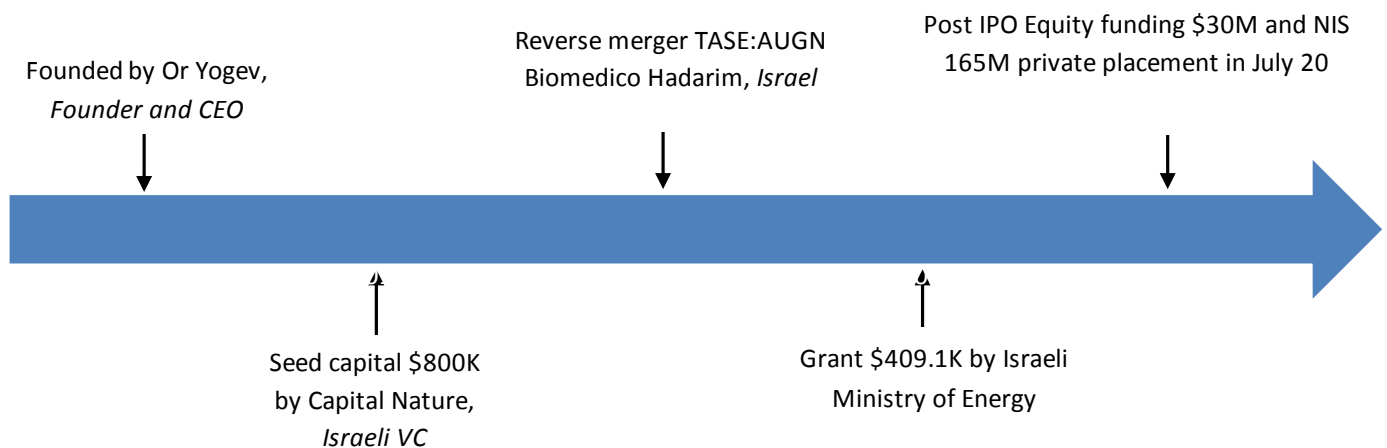 Founded by Or Yogev,
Founder and CEO
Reverse merger TASE:AUGN
Biomedico Hadarim, Israel
Post IPO Equity funding $30M and NIS
165M private placement in July 20
Seed capital $800K
by Capital Nature,
Israeli VC
Grant $409.1K by Israeli
Ministry of Energy